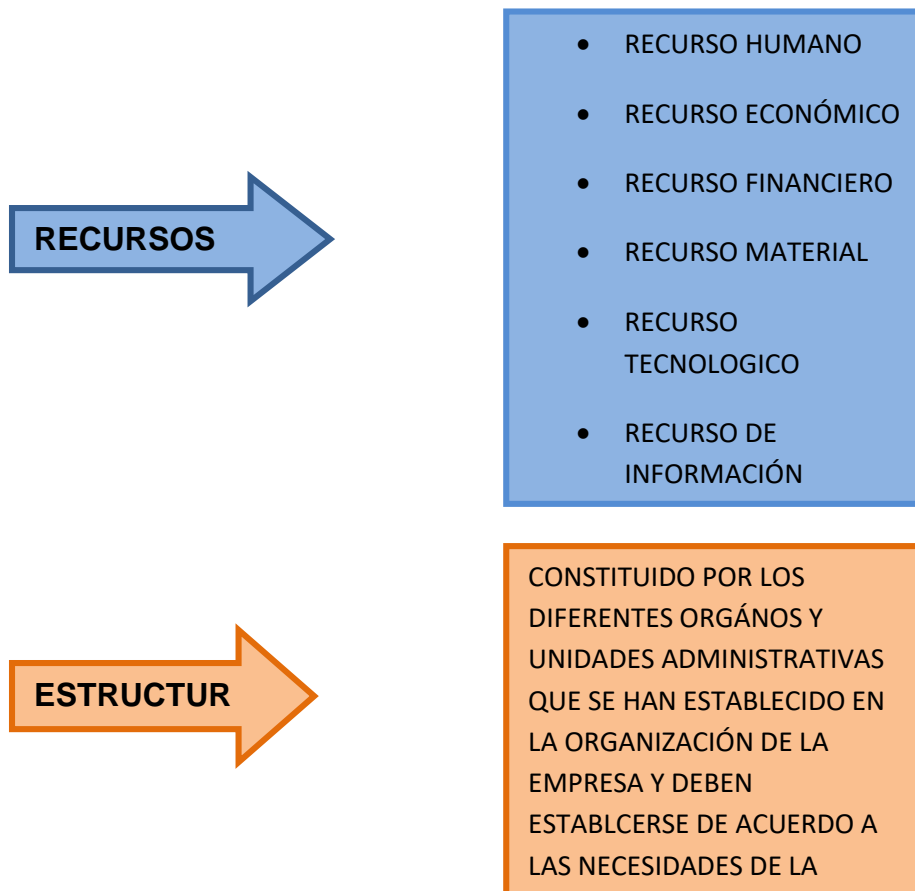 RECURSOS
• RECURSO HUMANO
• RECURSO ECONÓMICO
• RECURSO FINANCIERO
• RECURSO MATERIAL
• RECURSO
TECNOLOGICO
• RECURSO DE
INFORMACIÓN
ESTRUCTUR
CONSTITUIDO POR LOS
DIFERENTES ORGÁNOS Y
UNIDADES ADMINISTRATIVAS
QUE SE HAN ESTABLECIDO EN
LA ORGANIZACIÓN DE LA
EMPRESA Y DEBEN
ESTABLCERSE DE ACUERDO A
LAS NECESIDADES DE LA